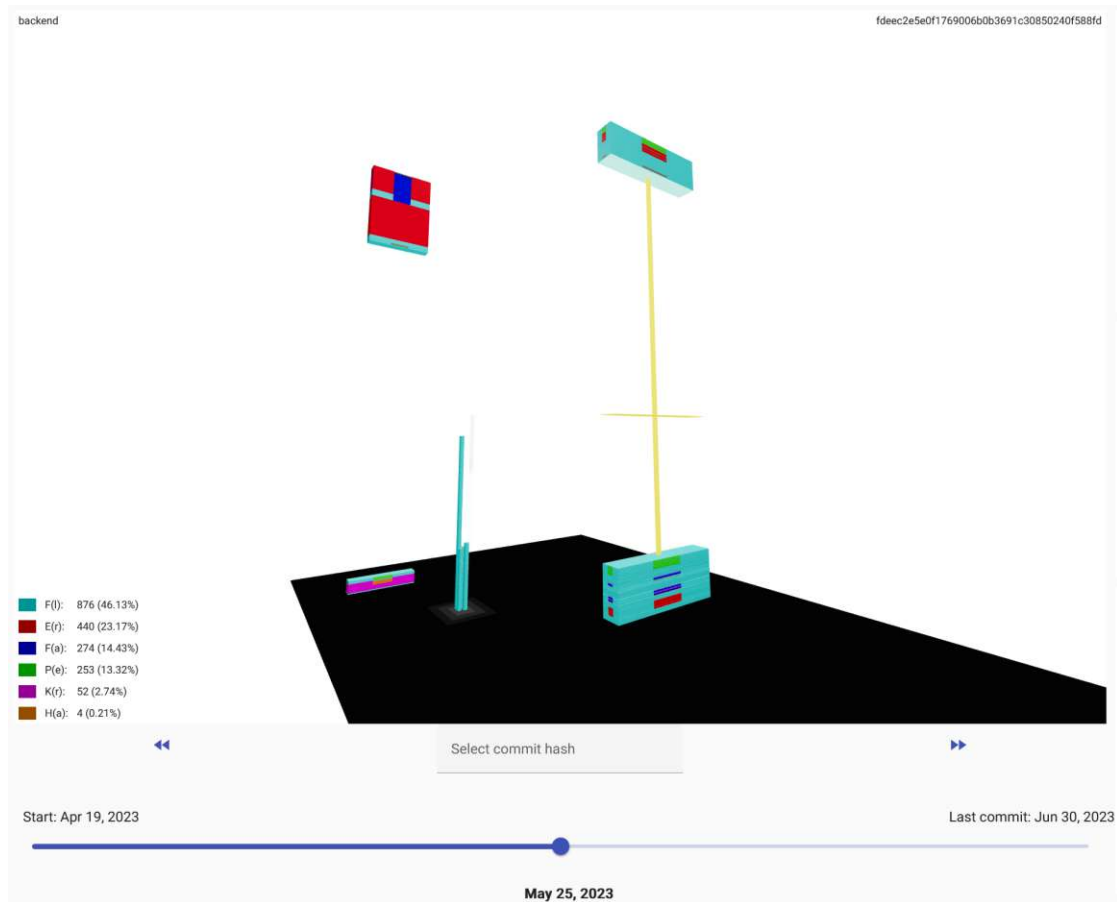 backend
fdeec2e5e0f1769006b0b3691c30850240f588fd
F(l): 876 (46.13%)
E(r): 440 (23.17%)
F(a): 274 (14.43%)
P(e): 253 (13.32%)
K(r): 52 (2.74%)
H(a): 4 (0.21%)
Select commit hash
Start: Apr 19, 2023
Last commit: Jun 30, 2023
May 25, 2023